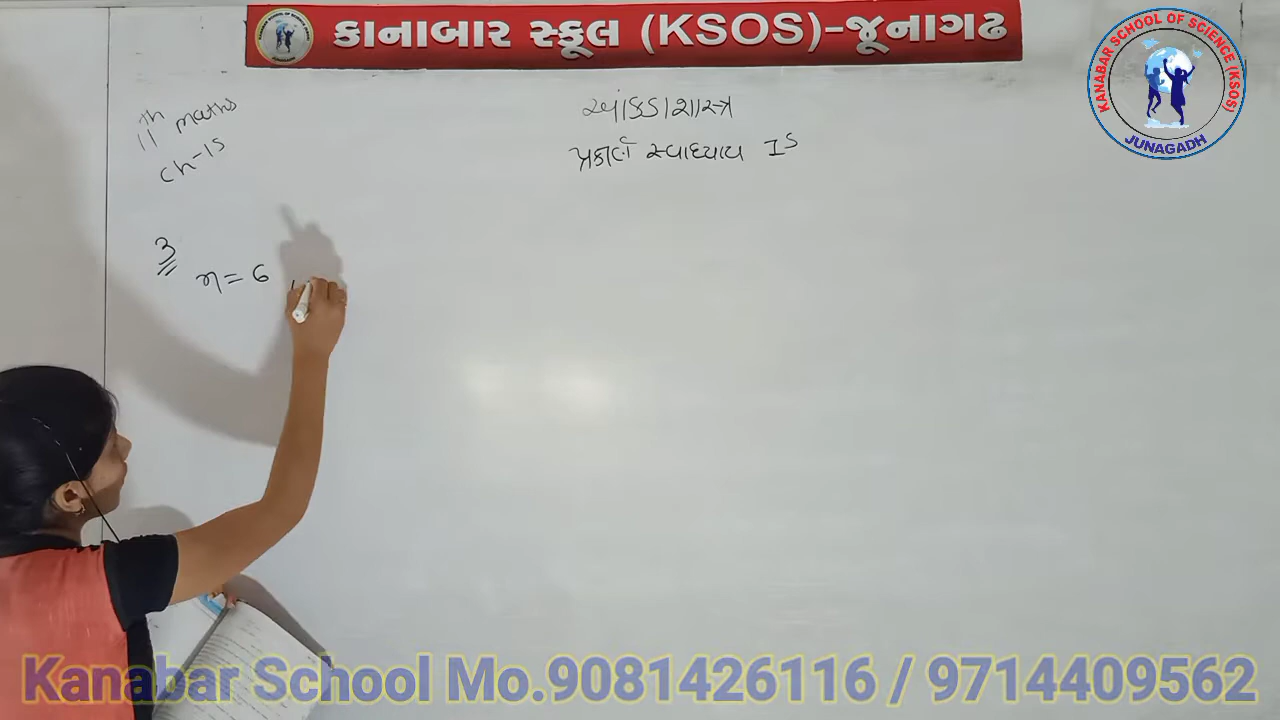 કાનાબાર સ્કૂલ (KSOS)-જૂનાગઢ
KANABAR SCHOOL OF SCIENCE (KSOS)
JUNAGADH
11th maths
ch-15
આંકડાશાસ્ત્ર
પ્રકીર્ણ સ્વાધ્યાય 15
3
n = 6
Kanabar School Mo.9081426116 / 9714409562